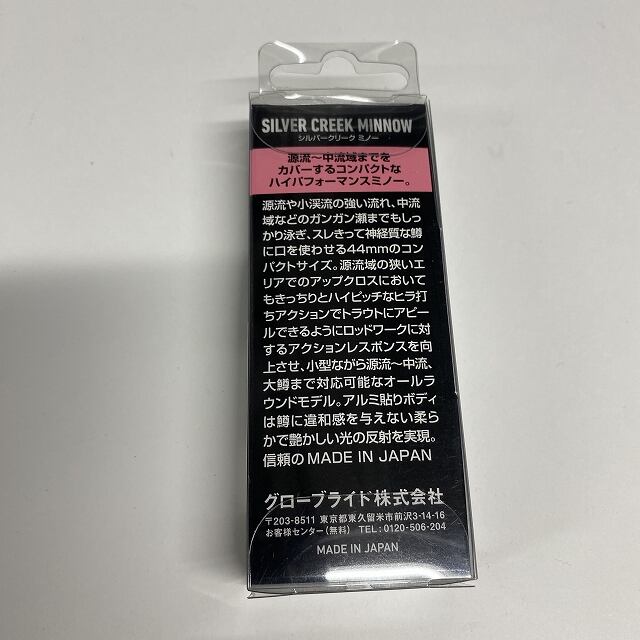 SILVER CREEK MINNOW
シルバークリーク ミノー
源流～中流域までを
カバーするコンパクトな
ハイパフォーマンスミノー。
源流や小渓流の強い流れ、中流
域などのガンガン瀬までもしっ
かり泳ぎ、スレきって神経質な鱒
に口を使わせる44mmのコン
パクトサイズ。源流域の狭いエ
リアでのアップクロスにおいて
もきっちりとハイピッチなヒラ打
ちアクションでトラウトにアピー
ルできるようにロッドワークに対
するアクションレスポンスを向
上させ、小型ながら源流～中流、
大鱒まで対応可能なオールラ
ウンドモデル。アルミ貼りボディ
は鱒に違和感を与えない柔ら
かで艶かしい光の反射を実現。
信頼のMADE IN JAPAN
グローブライド株式会社
〒203-8511 東京都東久留米市前沢3-14-16
お客様センター(無料) TEL:0120-506-204
MADE IN JAPAN